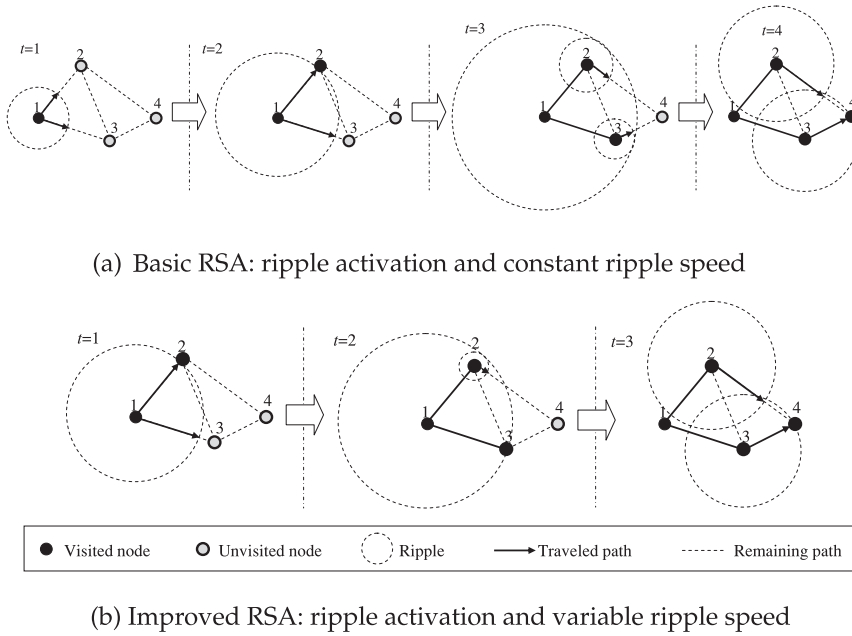 t=1
2
1
3
4
t=2
2
1
3
4
t=3
2
1
3
4
t=4
2
1
3
4
(a) Basic RSA: ripple activation and constant ripple speed
t=1
2
1
3
4
t=2
2
1
3
4
t=3
2
1
3
4
Visited node
Unvisited node
Ripple
Traveled path
Remaining path
(b) Improved RSA: ripple activation and variable ripple speed